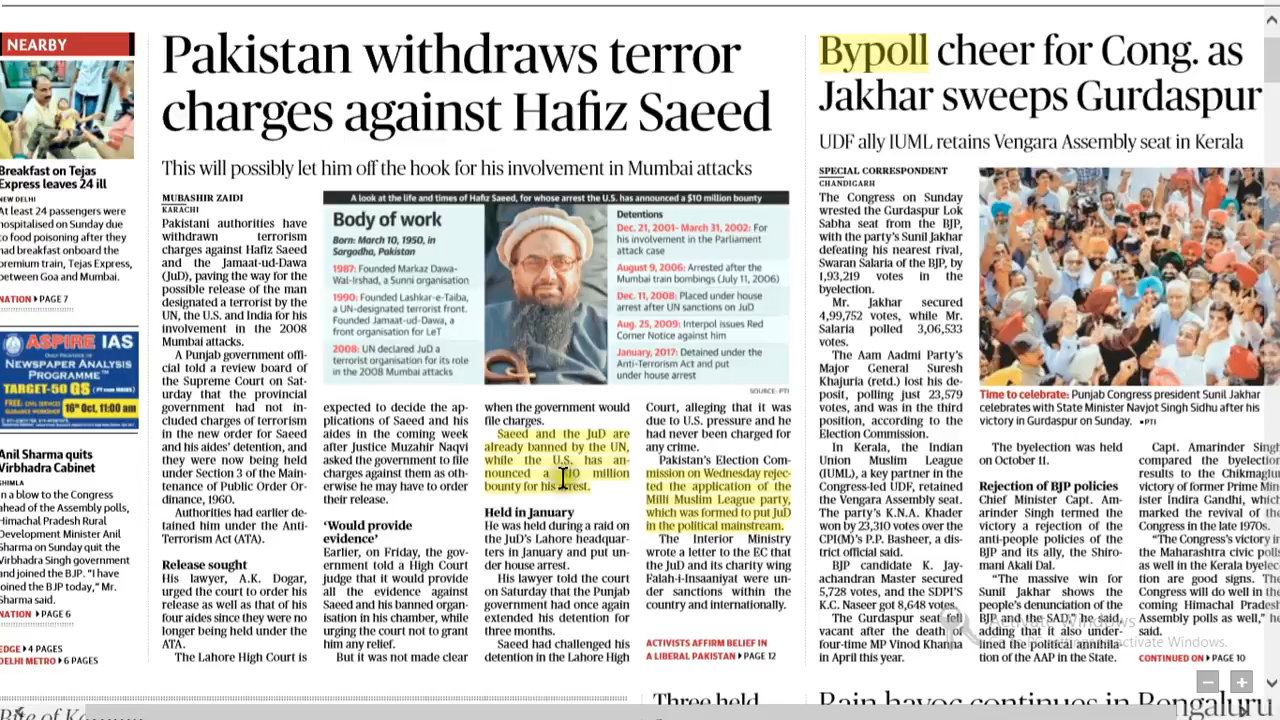 NEARBY
Breakfast on Tejas
Express leaves 24 ill
NEW DELHI
At least 24 passengers were
hospitalised on Sunday due
to food poisoning after they
had breakfast onboard the
premium train, Tejas Express,
between Goa and Mumbai.
NATION PAGE 7
ASPIRE IAS
NEWSPAPER ANALYSIS
PROGRAMME
TARGET-50 QS
16th Oct. 11:00 am
Anil Sharma quits
Virbhadra Cabinet
SHIMLA
In a blow to the Congress
ahead of the Assembly polls,
Himachal Pradesh Rural
Development Minister Anil
Sharma on Sunday quit the
Virbhadra Singh government
and joined the BJP. "I have
joined the BJP today," Mr.
Sharma said.
NATION PAGE 6
EDGE 4 PAGES
DELHI METRO 6 PAGES
Pakistan withdraws terror
charges against Hafiz Saeed
This will possibly let him off the hook for his involvement in Mumbai attacks
MUBASHIR ZAIDI
KARACHI
Pakistani authorities have
withdrawn terrorism
charges against Hafiz Saeed
and the Jamaat-ud-Dawa
(JuD), paving the way for the
possible release of the man
designated a terrorist by the
UN, the U.S. and India for his
involvement in the 2008
Mumbai attacks.
A Punjab government offi-
cial told a review board of
the Supreme Court on Sat-
urday that the provincial
government had not in-
cluded charges of terrorism
in the new order for Saeed
and his aides' detention, and
they were now being held
under Section 3 of the Main-
tenance of Public Order Or-
dinance, 1960.
Authorities had earlier de-
tained him under the Anti-
Terrorism Act (ATA).
Release sought
His lawyer, A.K. Dogar,
urged the court to order his
release as well as that of his
four aides since they were no
longer being held under the
ATA.
The Lahore High Court is
A look at the life and times of Hafiz Saeed, for whose arrest the U.S. has announced a $10 million bounty
Body of work
Born: March 10, 1950, in
Sargodha, Pakistan
1987: Founded Markaz Dawa-
Wal-Irshad, a Sunni organisation
1990: Founded Lashkar-e-Taiba,
a UN-designated terrorist front.
Founded Jamaat-ud-Dawa, a
front organisation for LeT
2008: UN declared JuD a
terrorist organisation for its role
in the 2008 Mumbai attacks
Detentions
Dec. 21, 2001- March 31, 2002: For
his involvement in the Parliament
attack case
August 9, 2006: Arrested after the
Mumbai train bombings (July 11, 2006)
Dec. 11, 2008: Placed under house
arrest after UN sanctions on JuD
Aug. 25, 2009: Interpol issues Red
Corner Notice against him
January, 2017: Detained under the
Anti-Terrorism Act and put
under house arrest
SOURCE: PTI
expected to decide the ap-
plications of Saeed and his
aides in the coming week
after Justice Muzahir Naqvi
asked the government to file
charges against them as oth-
erwise he may have to order
their release.
'Would provide
evidence'
Earlier, on Friday, the gov-
ernment told a High Court
judge that it would provide
all the evidence against
Saeed and his banned organ-
isation in his chamber, while
urging the court not to grant
him any relief.
But it was not made clear
when the government would
file charges.
Saeed and the JuD are
already banned by the UN,
while the U.S. has an-
nounced a $10 million
bounty for his arrest.
Held in January
He was held during a raid on
the JuD's Lahore headquar-
ters in January and put un-
der house arrest.
His lawyer told the court
on Saturday that the Punjab
government had once again
extended his detention for
three months.
Saeed had challenged his
detention in the Lahore High
Court, alleging that it was
due to U.S. pressure and he
had never been charged for
any crime.
Pakistan's Election Com-
mission on Wednesday rejec-
ted the application of the
Milli Muslim League party,
which was formed to put JuD
in the political mainstream.
The Interior Ministry
wrote a letter to the EC that
the JuD and its charity wing
Falah-i-Insaaniyat were un-
der sanctions within the
country and internationally.
ACTIVISTS AFFIRM BELIEF IN
A LIBERAL PAKISTAN PAGE 12
Bypoll cheer for Cong. as
Jakhar sweeps Gurdaspur
UDF ally IUML retains Vengara Assembly seat in Kerala
SPECIAL CORRESPONDENT
CHANDIGARH
The Congress on Sunday
wrested the Gurdaspur Lok
Sabha seat from the BJP,
with the party's Sunil Jakhar
defeating his nearest rival,
Swaran Salaria of the BJP, by
1,93,219 votes in the
byelection.
Mr. Jakhar secured
4,99,752 votes, while Mr.
Salaria polled 3,06,533
votes.
The Aam Aadmi Party's
Major General Suresh
Khajuria (retd.) lost his de-
posit, polling just 23,579
votes, and was in the third
position, according to the
Election Commission.
In Kerala, the Indian
Union Muslim League
(IUML), a key partner in the
Congress-led UDF, retained
the Vengara Assembly seat.
The party's K.N.A. Khader
won by 23,310 votes over the
CPI(M)'s P.P. Basheer, a dis-
trict official said.
BJP candidate K. Jay-
achandran Master secured
5,728 votes, and the SDPI's
K.C. Naseer got 8,648 votes.
The Gurdaspur seat fell
vacant after the death of
four-time MP Vinod Khanna
in April this year.
Time to celebrate: Punjab Congress president Sunil Jakhar
celebrates with State Minister Navjot Singh Sidhu after his
victory in Gurdaspur on Sunday. PTI
The byelection was held
on October 11.
Rejection of BJP policies
Chief Minister Capt. Am-
arinder Singh termed the
victory a rejection of the
anti-people policies of the
BJP and its ally, the Shiro-
mani Akali Dal.
"The massive win for
Sunil Jakhar shows the
people's denunciation of the
BJP and the SAD," he said,
adding that it also under-
lined the political annihila-
tion of the AAP in the State.
Capt. Amarinder Singh
compared the byelection
results to the Chikmag
victory of former Prime Min
ister Indira Gandhi, which
marked the revival of the
Congress in the late 1970s.
"The Congress's victory in
the Maharashtra civic polls
as well in the Kerala byelec-
tion are good signs. The
Congress will do well in the
coming Himachal Pradesh
Assembly polls as well," he
said.
CONTINUED ON PAGE 10
Activate Windows
Three held
Rain havoc continues in Bengaluru